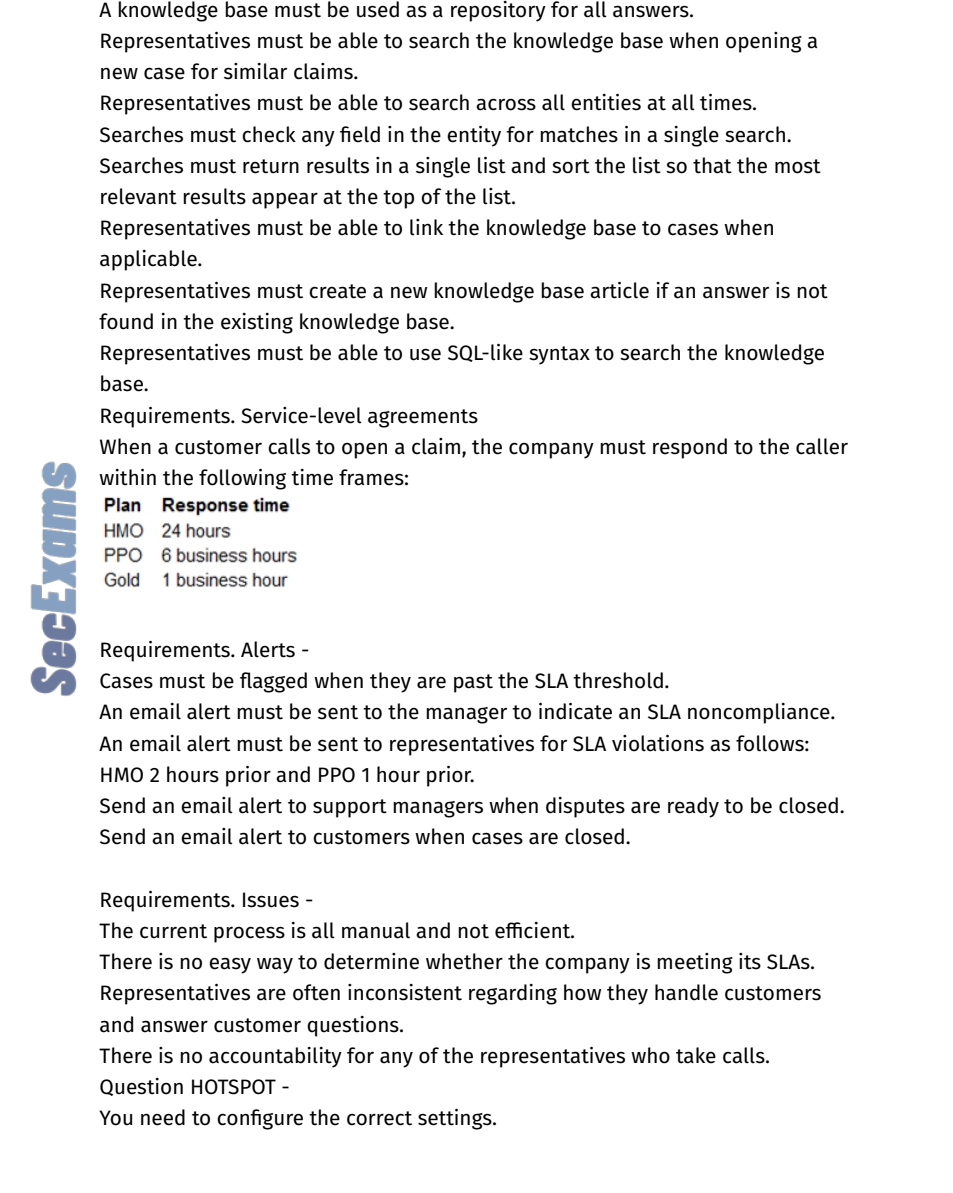 A knowledge base must be used as a repository for all answers.
Representatives must be able to search the knowledge base when opening a
new case for similar claims.
Representatives must be able to search across all entities at all times.
Searches must check any field in the entity for matches in a single search.
Searches must return results in a single list and sort the list so that the most
relevant results appear at the top of the list.
Representatives must be able to link the knowledge base to cases when
applicable.
Representatives must create a new knowledge base article if an answer is not
found in the existing knowledge base.
Representatives must be able to use SQL-like syntax to search the knowledge
base.
Requirements. Service-level agreements
When a customer calls to open a claim, the company must respond to the caller
within the following time frames:
Plan Response time
HMO 24 hours
PPO 6 business hours
Gold 1 business hour
SecExams
Requirements. Alerts -
Cases must be flagged when they are past the SLA threshold.
An email alert must be sent to the manager to indicate an SLA noncompliance.
An email alert must be sent to representatives for SLA violations as follows:
HMO 2 hours prior and PPO 1 hour prior.
Send an email alert to support managers when disputes are ready to be closed.
Send an email alert to customers when cases are closed.
Requirements. Issues -
The current process is all manual and not efficient.
There is no easy way to determine whether the company is meeting its SLAs.
Representatives are often inconsistent regarding how they handle customers
and answer customer questions.
There is no accountability for any of the representatives who take calls.
Question HOTSPOT -
You need to configure the correct settings.